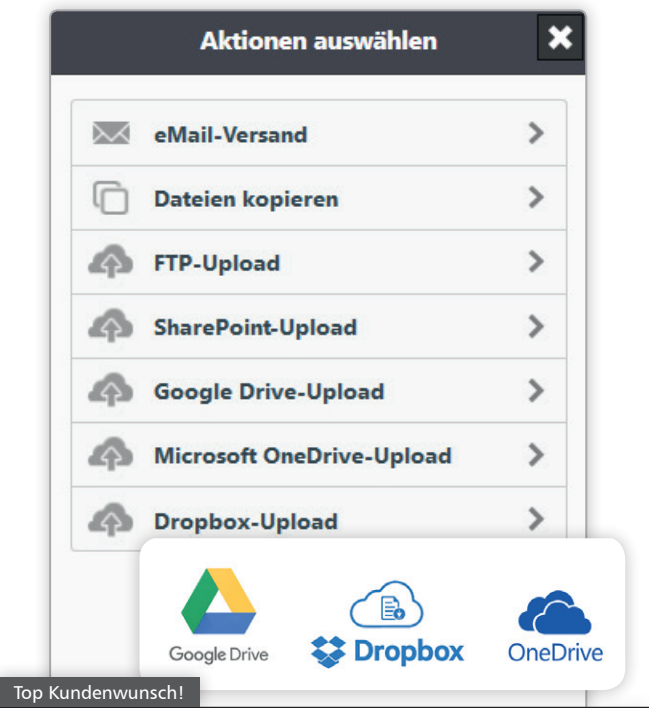 Aktionen auswählen
eMail-Versand
Dateien kopieren
FTP-Upload
SharePoint-Upload
Google Drive-Upload
Microsoft OneDrive-Upload
Dropbox-Upload
Google Drive
Dropbox
OneDrive
Top Kundenwunsch!